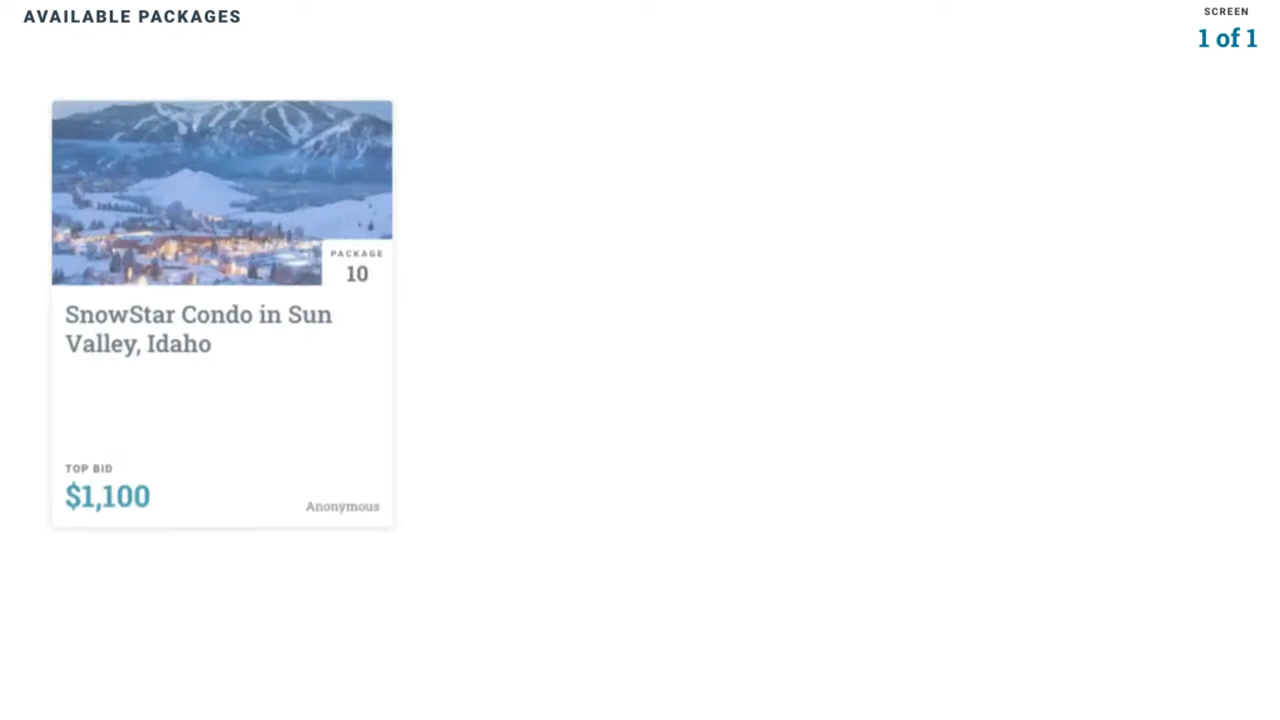 AVAILABLE PACKAGES
SCREEN
1 of 1
PACKAGE
10
SnowStar Condo in Sun
Valley, Idaho
TOP BID
$1,100
Anonymous